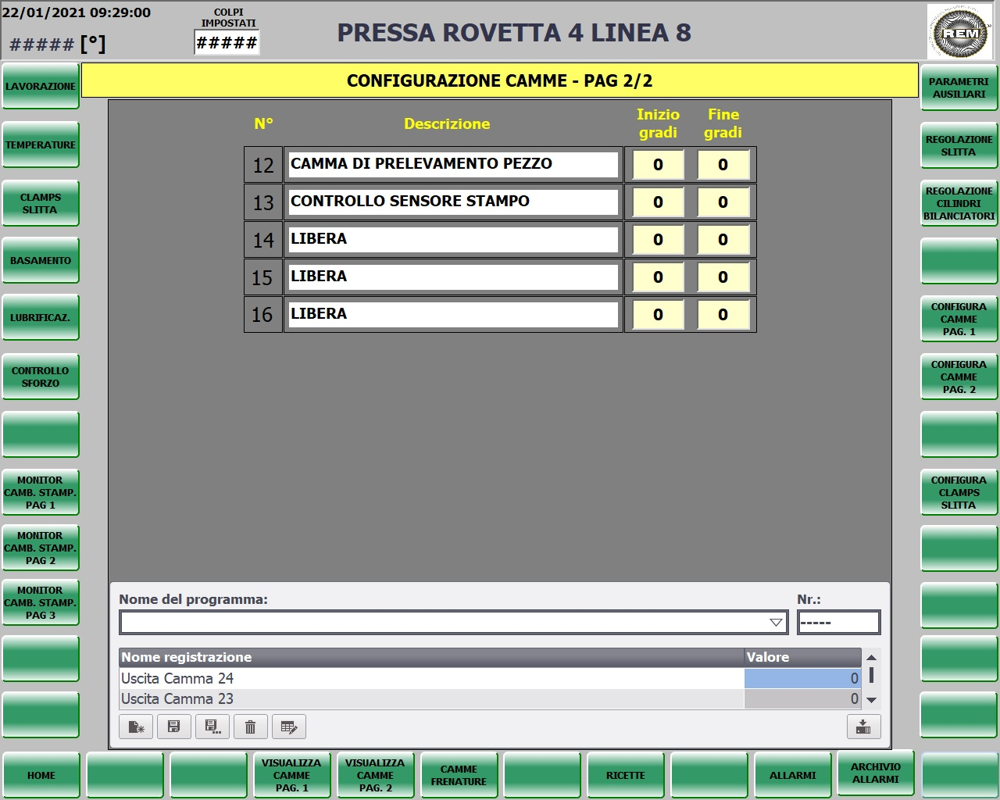 22/01/2021 09:29:00
COLPI
IMPOSTATI
##### [°]
#####
PRESSA ROVETTA 4 LINEA 8
REM
CONFIGURAZIONE CAMME - PAG 2/2
LAVORAZIONE
TEMPERATURE
CLAMPS
SLITTA
BASAMENTO
LUBRIFICAZ.
CONTROLLO
SFORZO
MONITOR
CAMB. STAMP.
PAG 1
MONITOR
CAMB. STAMP.
PAG 2
MONITOR
CAMB. STAMP.
PAG 3
N° Descrizione Inizio gradi Fine gradi
12 CAMMA DI PRELEVAMENTO PEZZO 0 0
13 CONTROLLO SENSORE STAMPO 0 0
14 LIBERA 0 0
15 LIBERA 0 0
16 LIBERA 0 0
Nome del programma: Nr.:
-----
Nome registrazione Valore
Uscita Camma 24 0
Uscita Camma 23 0
PARAMETRI
AUSILIARI
REGOLAZIONE
SLITTA
REGOLAZIONE
CILINDRI
BILANCIATORI
CONFIGURA
CAMME
PAG. 1
CONFIGURA
CAMME
PAG. 2
CONFIGURA
CLAMPS
SLITTA
HOME
VISUALIZZA
CAMME
PAG. 1
VISUALIZZA
CAMME
PAG. 2
CAMME
FRENATURE
RICETTE
ALLARMI
ARCHIVIO
ALLARMI